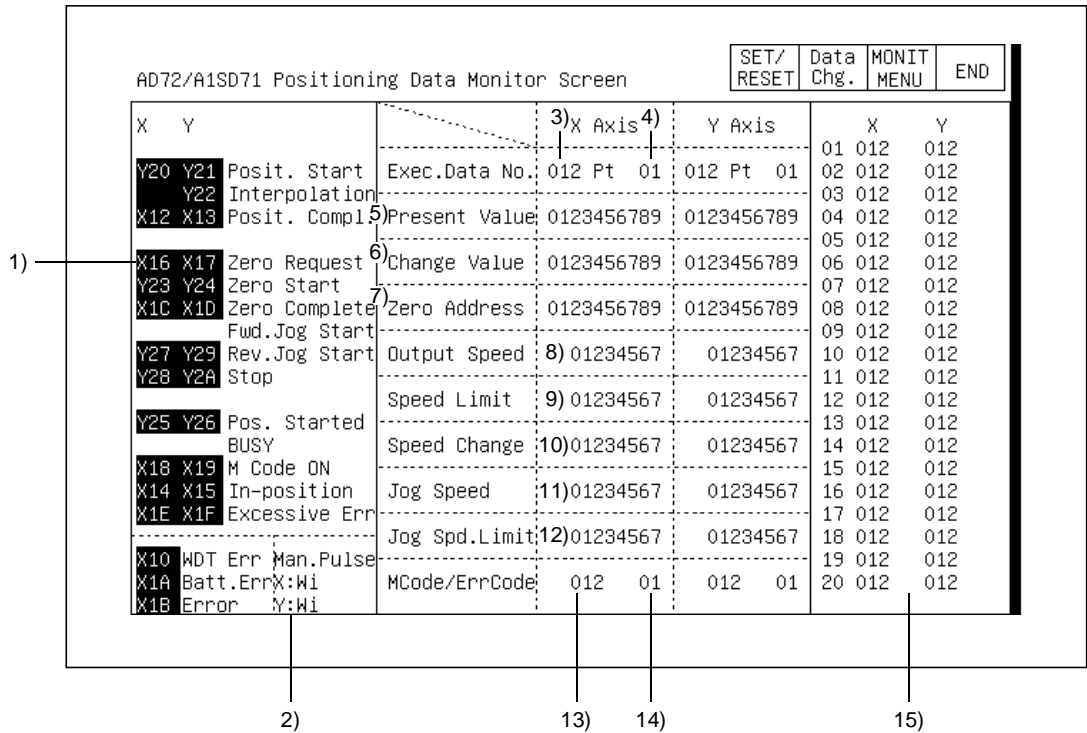 AD72/A1SD71 Positioning Data Monitor Screen
SET/ RESET
Data Chg.
MONIT MENU
END
X Y
Y20 Y21 Posit. Start
Y22 Interpolation
X12 X13 Posit. Compl.
X16 X17 Zero Request
Y23 Y24 Zero Start
X1C X1D Zero Complete
Fwd.Jog Start
Y27 Y29 Rev.Jog Start
Y28 Y2A Stop
Y25 Y26 Pos. Started
BUSY
X18 X19 M Code ON
X14 X15 In-position
X1E X1F Excessive Err
X10 WDT Err Man.Pulse
X1A Batt.Err X:Wi
X1B Error Y:Wi
3) X Axis 4) Y Axis
Exec.Data No. 012 Pt 01 012 Pt 01
5) Present Value 0123456789 0123456789
6) Change Value 0123456789 0123456789
7) Zero Address 0123456789 0123456789
Output Speed 8) 01234567 01234567
Speed Limit 9) 01234567 01234567
Speed Change 10) 01234567 01234567
Jog Speed 11) 01234567 01234567
Jog Spd.Limit 12) 01234567 01234567
MCode/ErrCode 012 01 012 01
X Y
01 012 012
02 012 012
03 012 012
04 012 012
05 012 012
06 012 012
07 012 012
08 012 012
09 012 012
10 012 012
11 012 012
12 012 012
13 012 012
14 012 012
15 012 012
16 012 012
17 012 012
18 012 012
19 012 012
20 012 012
1)
2) 13) 14) 15)